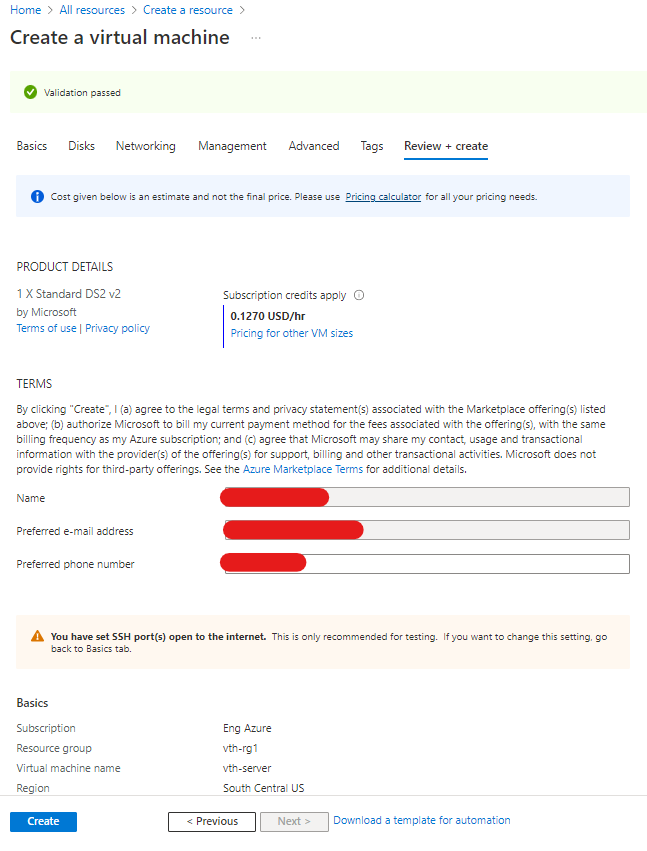 Home > All resources > Create a resource >
Create a virtual machine ...
Validation passed
Basics Disks Networking Management Advanced Tags Review + create
Cost given below is an estimate and not the final price. Please use Pricing calculator for all your pricing needs.
PRODUCT DETAILS
1 X Standard DS2 v2
by Microsoft
Terms of use | Privacy policy
Subscription credits apply
0.1270 USD/hr
Pricing for other VM sizes
TERMS
By clicking "Create", I (a) agree to the legal terms and privacy statement(s) associated with the Marketplace offering(s) listed
above; (b) authorize Microsoft to bill my current payment method for the fees associated with the offering(s), with the same
billing frequency as my Azure subscription; and (c) agree that Microsoft may share my contact, usage and transactional
information with the provider(s) of the offering(s) for support, billing and other transactional activities. Microsoft does not
provide rights for third-party offerings. See the Azure Marketplace Terms for additional details.
Name
Preferred e-mail address
Preferred phone number
You have set SSH port(s) open to the internet. This is only recommended for testing. If you want to change this setting, go
back to Basics tab.
Basics
Subscription Eng Azure
Resource group vth-rg1
Virtual machine name vth-server
Region South Central US
Create < Previous Next > Download a template for automation